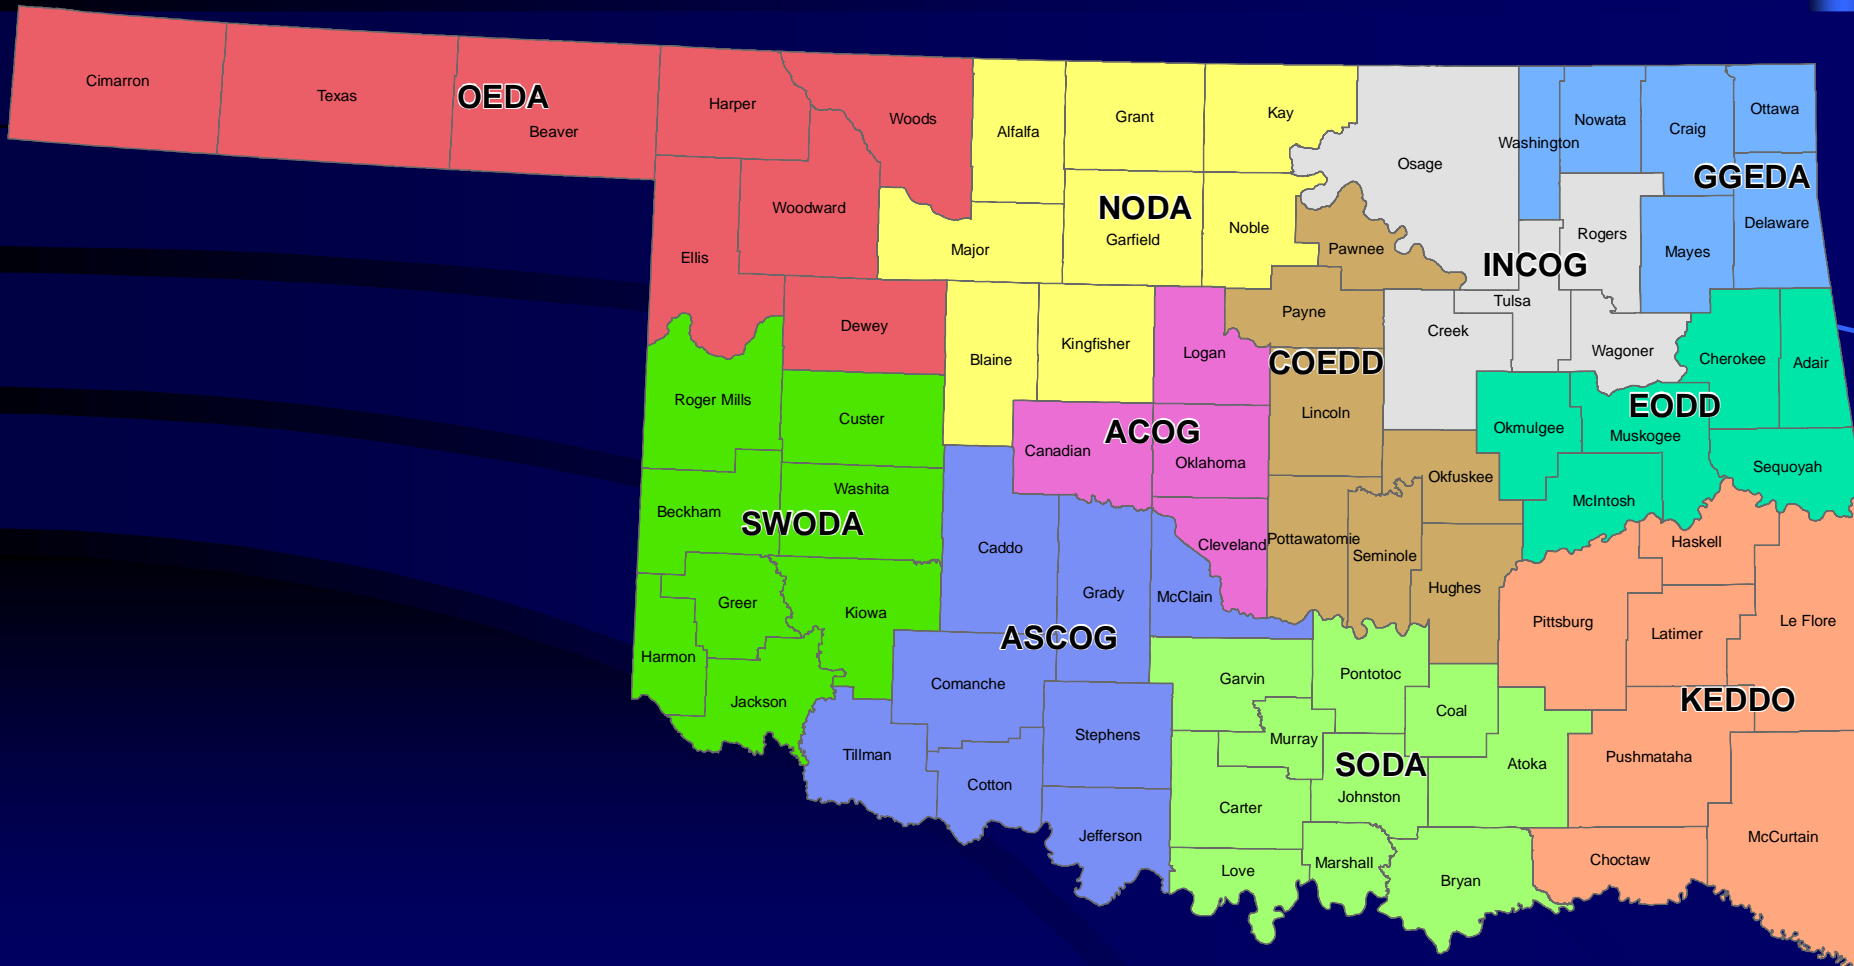 Cimarron
Texas
OEDA
Beaver
Harper
Woods
Alfalfa
Grant
Kay
Osage
Washington
Nowata
Craig
Ottawa
GGEDA
Ellis
Woodward
Major
NODA
Garfield
Noble
Pawnee
INCOG
Rogers
Mayes
Delaware
Dewey
Blaine
Kingfisher
Logan
Payne
COEDD
Creek
Tulsa
Wagoner
Cherokee
Adair
Roger Mills
Custer
Canadian
ACOG
Oklahoma
Lincoln
Okfuskee
Okmulgee
EODD
Muskogee
McIntosh
Sequoyah
Beckham
Washita
SWODA
Caddo
Grady
McClain
Cleveland
Pottawatomie
Seminole
Hughes
Haskell
Greer
Kiowa
ASCOG
Pittsburg
Latimer
Le Flore
Harmon
Jackson
Comanche
Garvin
Pontotoc
Coal
KEDDO
Tillman
Cotton
Stephens
Murray
SODA
Johnston
Atoka
Pushmataha
Jefferson
Carter
Love
Marshall
Bryan
Choctaw
McCurtain